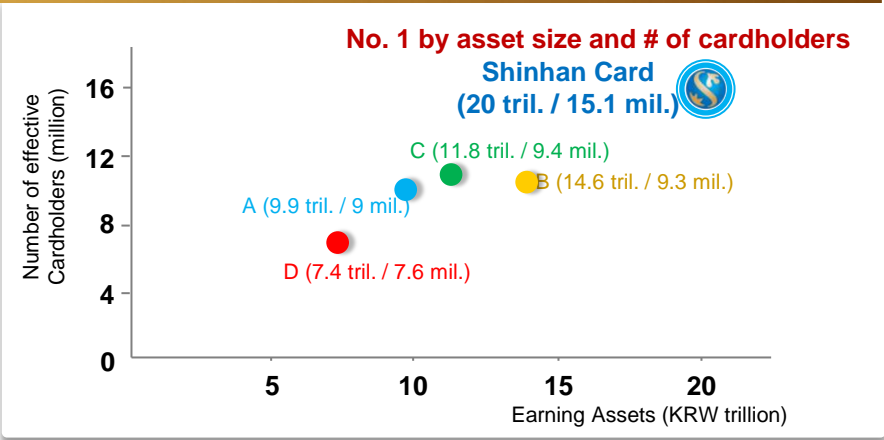 No. 1 by asset size and # of cardholders
Shinhan Card
(20 tril. / 15.1 mil.)
Number of effective
Cardholders (million)
16
12
8
4
0
C (11.8 tril. / 9.4 mil.)
B (14.6 tril. / 9.3 mil.)
A (9.9 tril. / 9 mil.)
D (7.4 tril. / 7.6 mil.)
5 10 15 20
Earning Assets (KRW trillion)